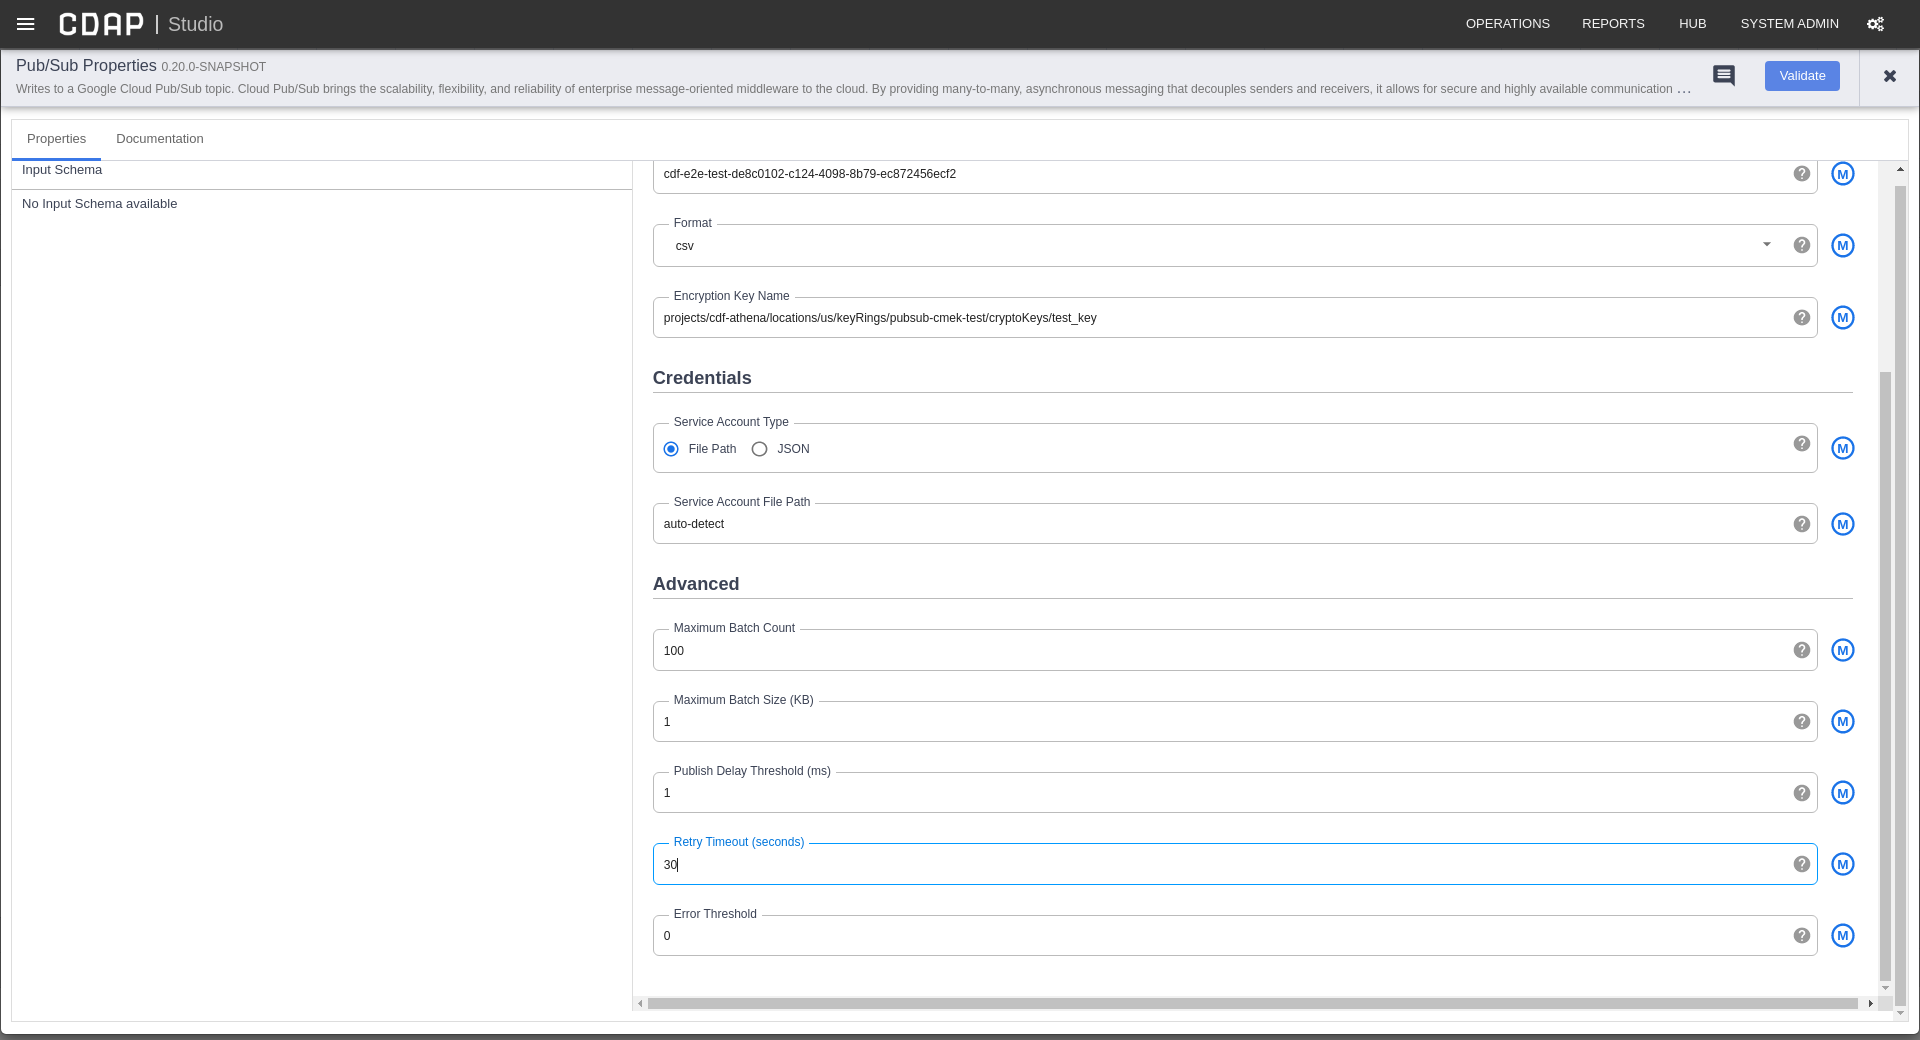 CDAP | Studio
OPERATIONS REPORTS HUB SYSTEM ADMIN
Pub/Sub Properties 0.20.0-SNAPSHOT
Writes to a Google Cloud Pub/Sub topic. Cloud Pub/Sub brings the scalability, flexibility, and reliability of enterprise message-oriented middleware to the cloud. By providing many-to-many, asynchronous messaging that decouples senders and receivers, it allows for secure and highly available communication ...
Validate
Properties Documentation
Input Schema
No Input Schema available
cdf-e2e-test-de8c0102-c124-4098-8b79-ec872456ecf2
? M
Format
csv
? M
Encryption Key Name
projects/cdf-athena/locations/us/keyRings/pubsub-cmek-test/cryptoKeys/test_key
? M
Credentials
Service Account Type
File Path JSON
? M
Service Account File Path
auto-detect
? M
Advanced
Maximum Batch Count
100
? M
Maximum Batch Size (KB)
1
? M
Publish Delay Threshold (ms)
1
? M
Retry Timeout (seconds)
30
? M
Error Threshold
0
? M